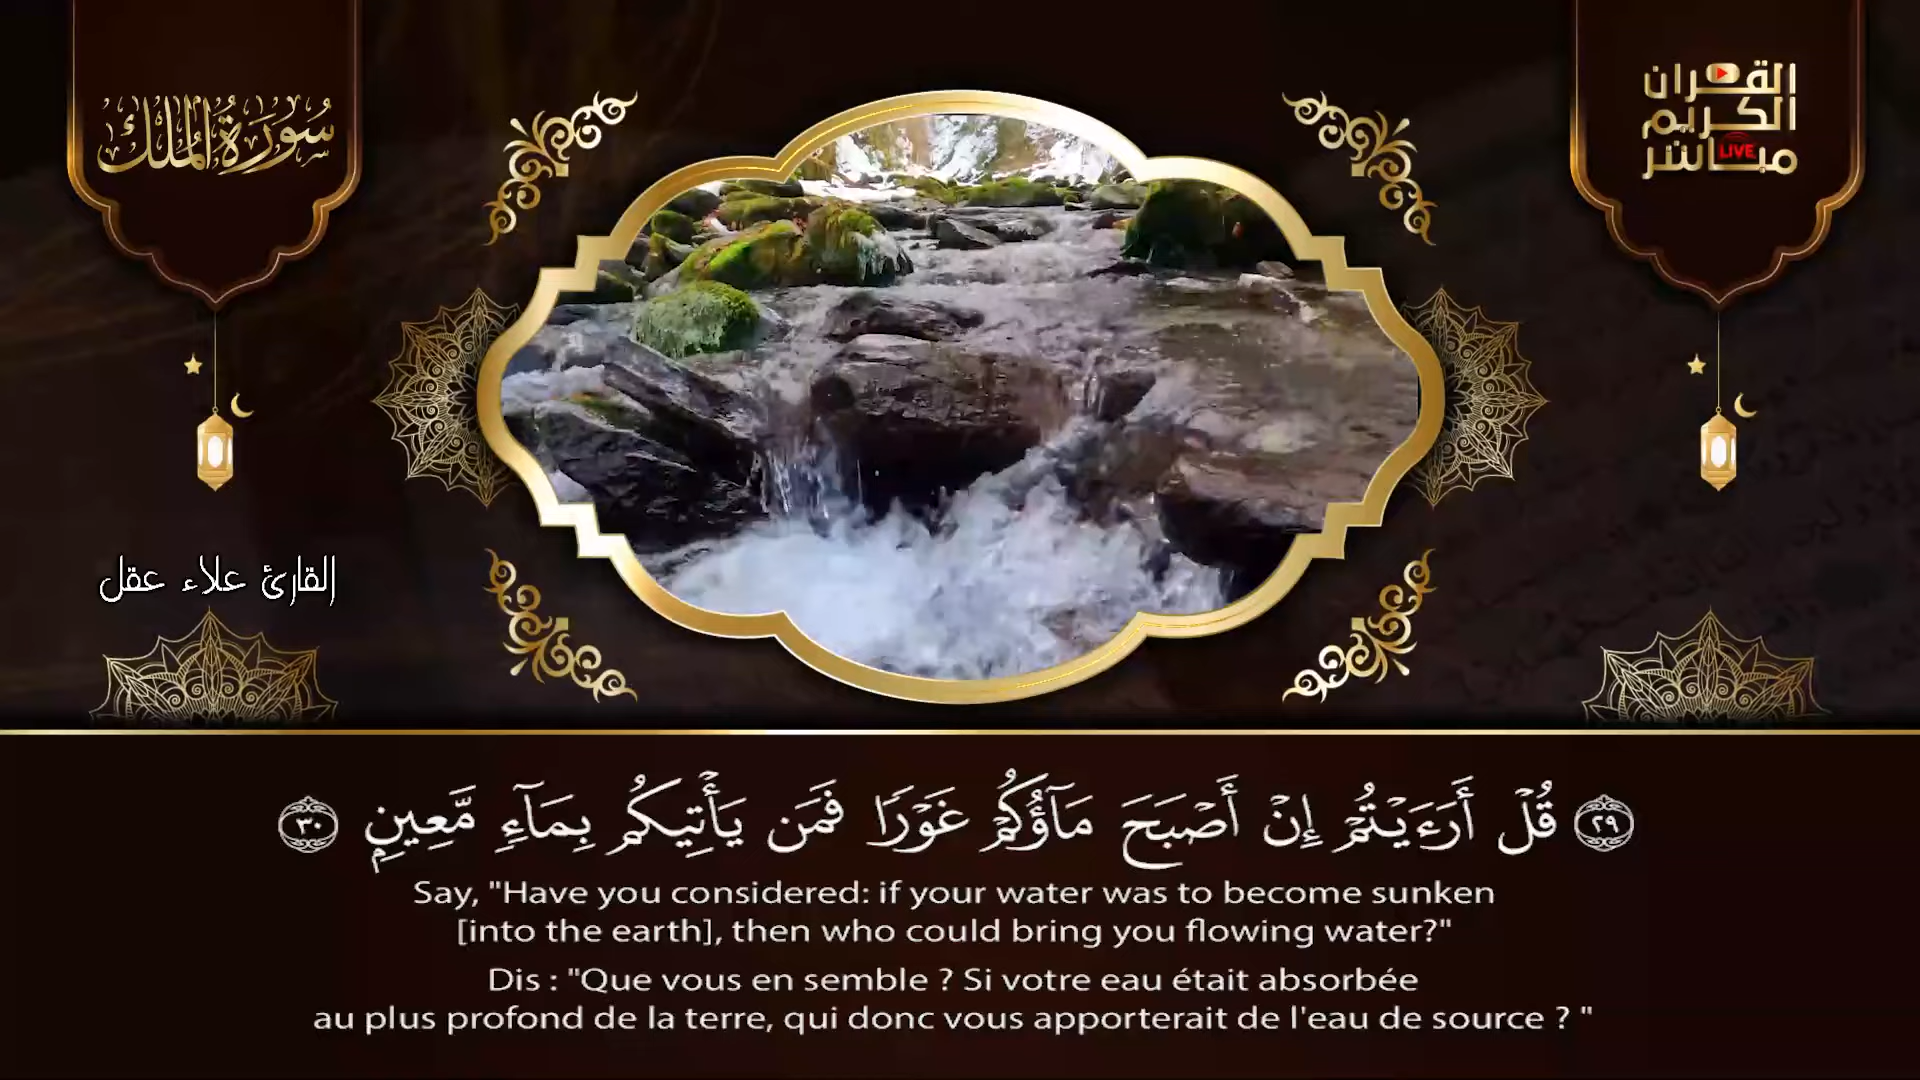 سُورَةُ المُلك
القرآن
الكريم
مباشر
LIVE
القارئ علاء عقل
٢٩ قُلْ أَرَءَيْتُمْ إِنْ أَصْبَحَ مَآؤُكُمْ غَوْرًا فَمَن يَأْتِيكُم بِمَآءٍ مَّعِينٍ ٣٠
Say, "Have you considered: if your water was to become sunken
[into the earth], then who could bring you flowing water?"
Dis : "Que vous en semble ? Si votre eau était absorbée
au plus profond de la terre, qui donc vous apporterait de l'eau de source ? "